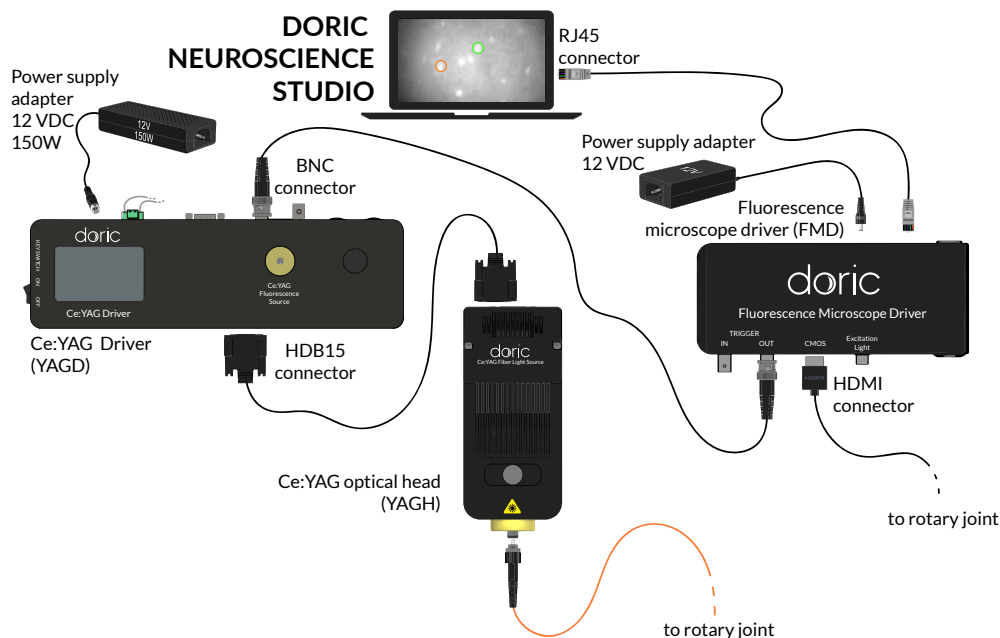 DORIC
NEUROSCIENCE
STUDIO
RJ45
connector
Power supply
adapter
12 VDC
150W
12V
150W
BNC
connector
Power supply adapter
12 VDC
12V
Fluorescence
microscope driver (FMD)
doric
KEYSWITCH ON OFF
Ce:YAG Driver
Ce:YAG
Fluorescence
Source
Ce:YAG Driver
(YAGD)
HDB15
connector
doric
Ce:YAG Fiber Light Source
Ce:YAG optical head
(YAGH)
doric
Fluorescence Microscope Driver
TRIGGER
IN
OUT
CMOS
Excitation
Light
HDMI
HDMI
connector
to rotary joint
to rotary joint